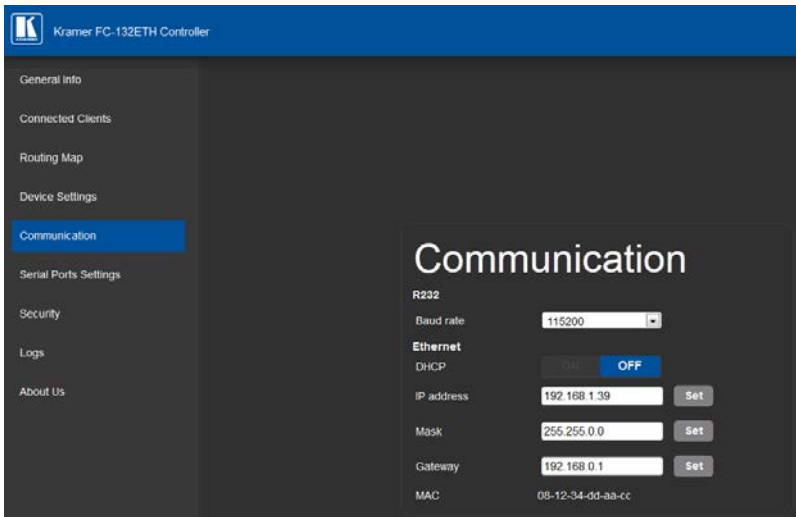 Kramer FC-132ETH Controller
General Info
Connected Clients
Routing Map
Device Settings
Communication
Serial Ports Settings
Security
Logs
About Us
Communication
R232
Baud rate 115200
Ethernet
DHCP ON OFF
IP address 192.168.1.39 Set
Mask 255.255.0.0 Set
Gateway 192.168.0.1 Set
MAC 08-12-34-dd-aa-cc